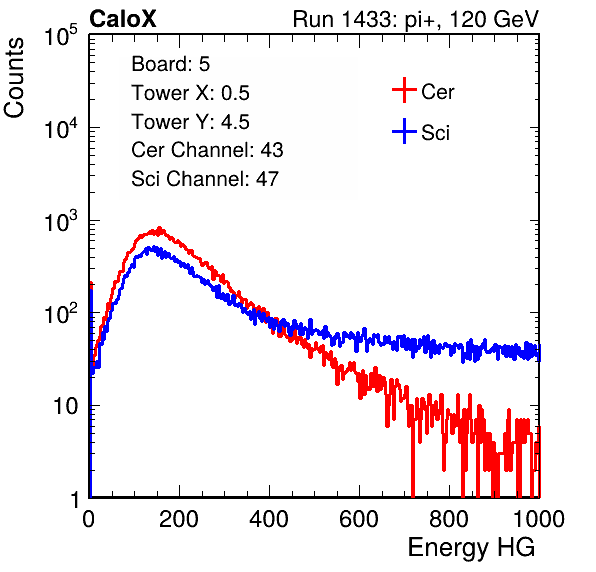 CaloX Run 1433: pi+, 120 GeV
Counts
Board: 5
Tower X: 0.5
Tower Y: 4.5
Cer Channel: 43
Sci Channel: 47
Cer
Sci
10^5
10^4
10^3
10^2
10
1
0 200 400 600 800 1000
Energy HG